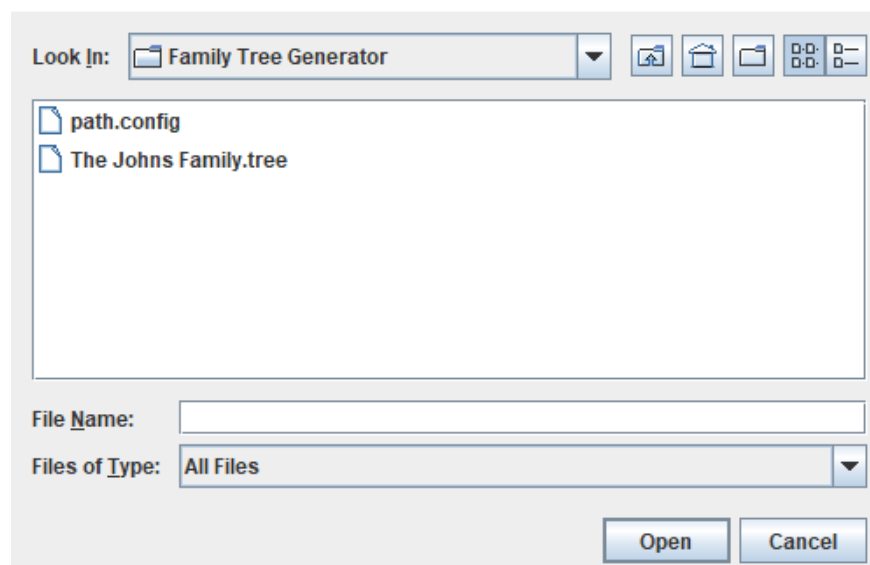 Look In: Family Tree Generator
path.config
The Johns Family.tree
File Name:
Files of Type: All Files
Open Cancel